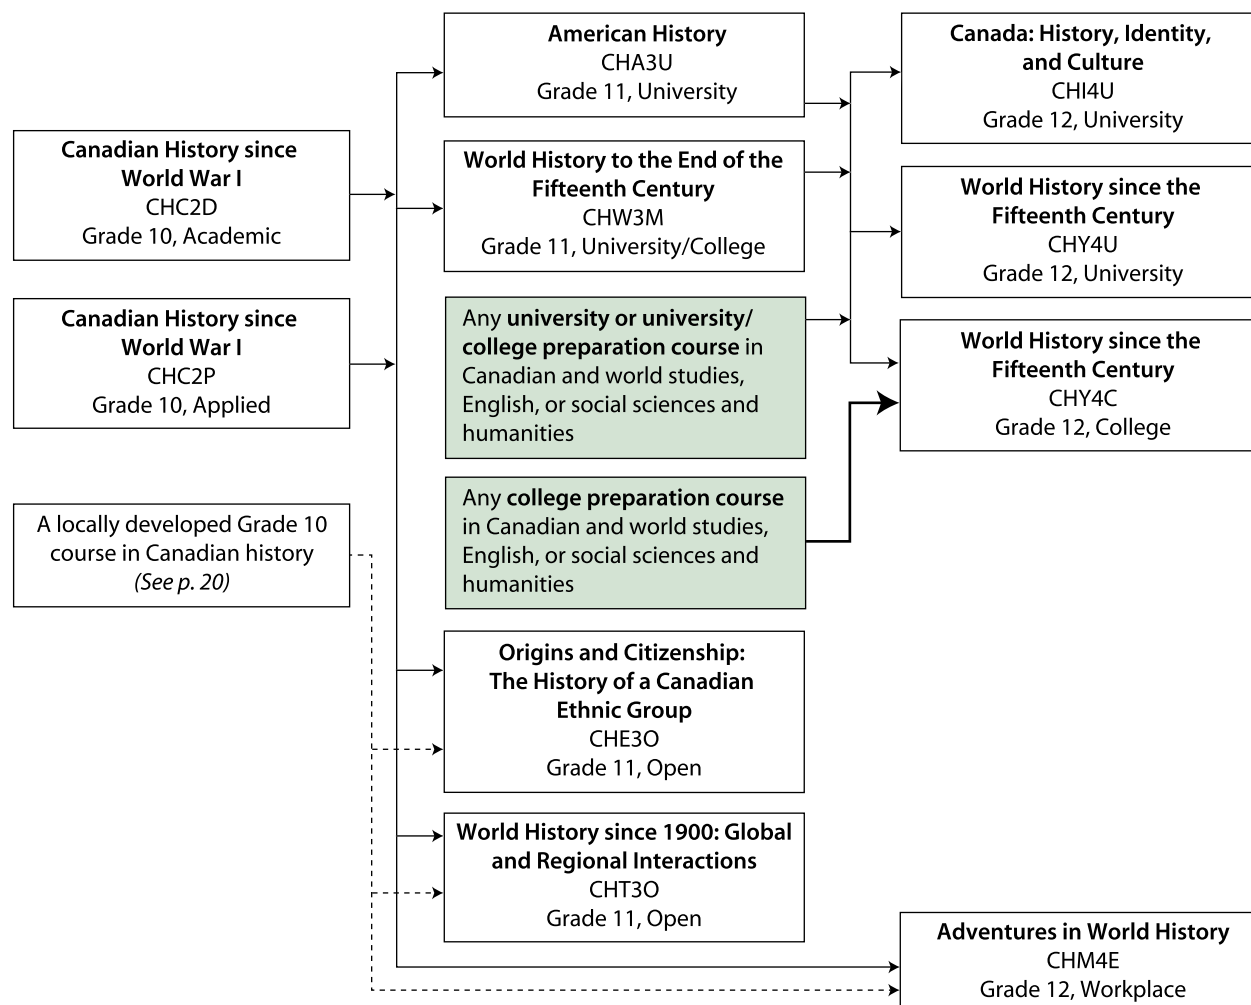 American History
CHA3U
Grade 11, University
Canada: History, Identity,
and Culture
CHI4U
Grade 12, University
Canadian History since
World War I
CHC2D
Grade 10, Academic
World History to the End of the
Fifteenth Century
CHW3M
Grade 11, University/College
World History since the
Fifteenth Century
CHY4U
Grade 12, University
Canadian History since
World War I
CHC2P
Grade 10, Applied
Any university or university/
college preparation course in
Canadian and world studies,
English, or social sciences and
humanities
World History since the
Fifteenth Century
CHY4C
Grade 12, College
A locally developed Grade 10
course in Canadian history
(See p. 20)
Any college preparation course
in Canadian and world studies,
English, or social sciences and
humanities
Origins and Citizenship:
The History of a Canadian
Ethnic Group
CHE3O
Grade 11, Open
World History since 1900: Global
and Regional Interactions
CHT3O
Grade 11, Open
Adventures in World History
CHM4E
Grade 12, Workplace